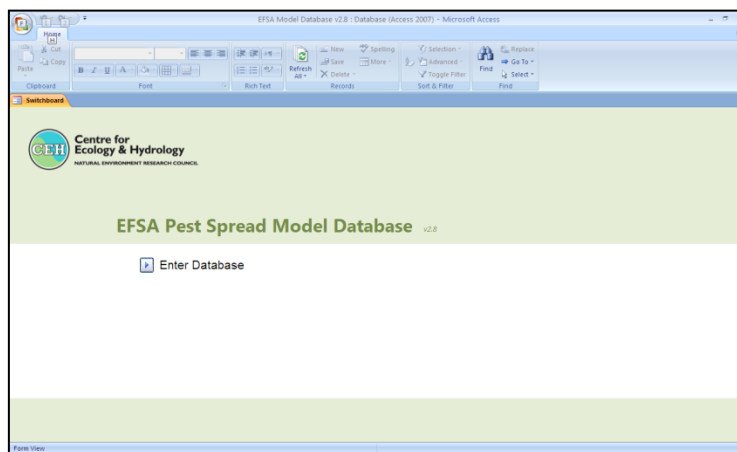 EFSA Model Database v2.8 : Database (Access 2007) - Microsoft Access
1 2
Home
H
Cut
Copy
Paste
Clipboard
B I U A
Font
Rich Text
Refresh
All
New
Save
Delete
Spelling
More
Records
Selection
Advanced
Toggle Filter
Sort & Filter
Find
Replace
Go To
Select
Find
Switchboard
CEH
Centre for
Ecology & Hydrology
NATURAL ENVIRONMENT RESEARCH COUNCIL
EFSA Pest Spread Model Database v2.8
Enter Database
Form View